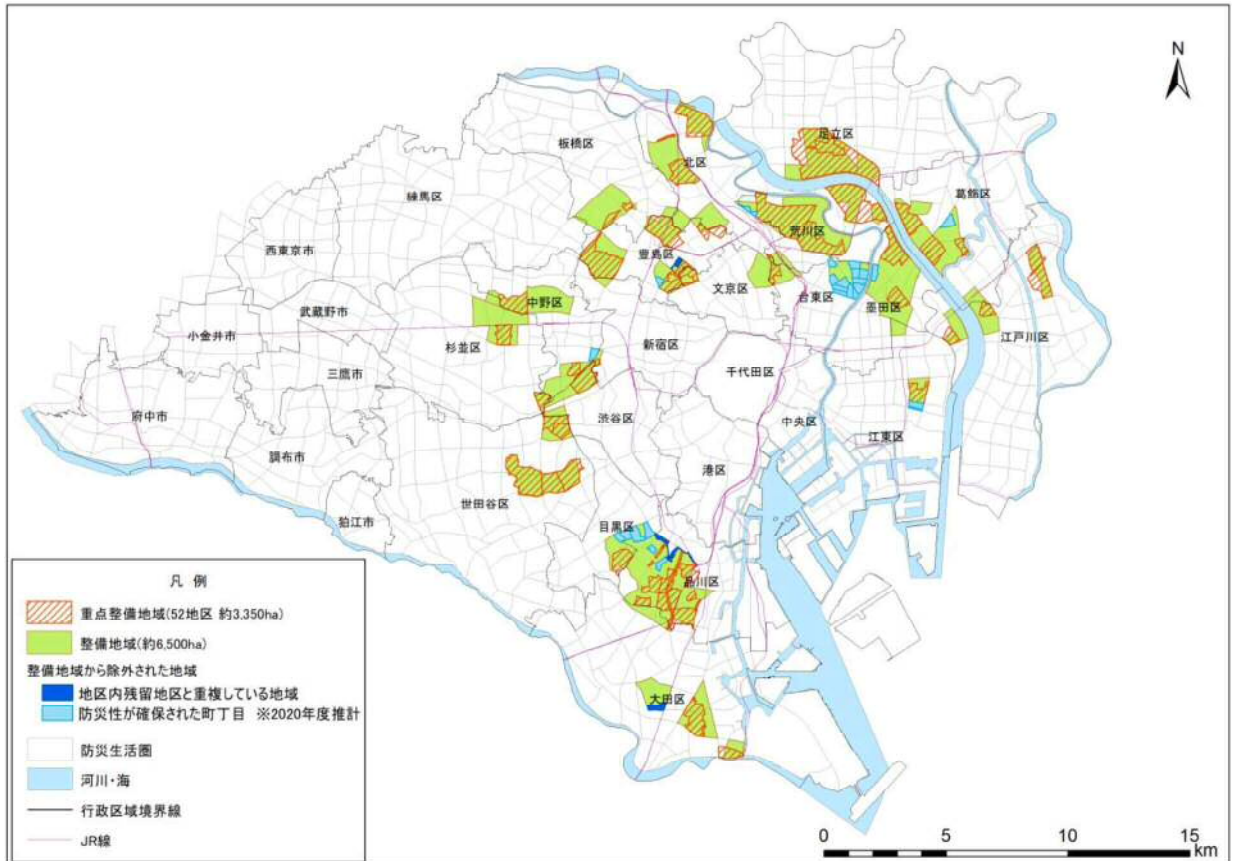 N
足立区
板橋区
北区
葛飾区
練馬区
荒川区
西東京市
豊島区
文京区
台東区
中野区
武蔵野市
墨田区
小金井市
杉並区
新宿区
江戸川区
千代田区
三鷹市
府中市
渋谷区
中央区
江東区
調布市
港区
世田谷区
狛江市
目黒区
品川区
大田区
凡 例
重点整備地域(52地区 約3,350ha)
整備地域(約6,500ha)
整備地域から除外された地域
地区内残留地区と重複している地域
防災性が確保された町丁目 ※2020年度推計
防災生活圏
河川・海
行政区域境界線
JR線
0 5 10 15
km